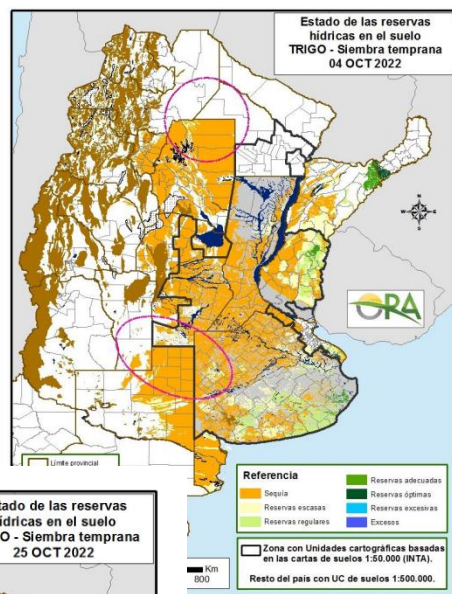 Estado de las reservas
hídricas en el suelo
TRIGO - Siembra temprana
04 OCT 2022
N
W
E
S
ORA
Límite provincial
Referencia
Sequía
Reservas escasas
Reservas regulares
Reservas adecuadas
Reservas óptimas
Reservas excesivas
Excesos
Zona con Unidades cartográficas basadas
en las cartas de suelos 1:50.000 (INTA).
Resto del país con UC de suelos 1:500.000.
Km
800
tado de las reservas
ídricas en el suelo
O - Siembra temprana
25 OCT 2022